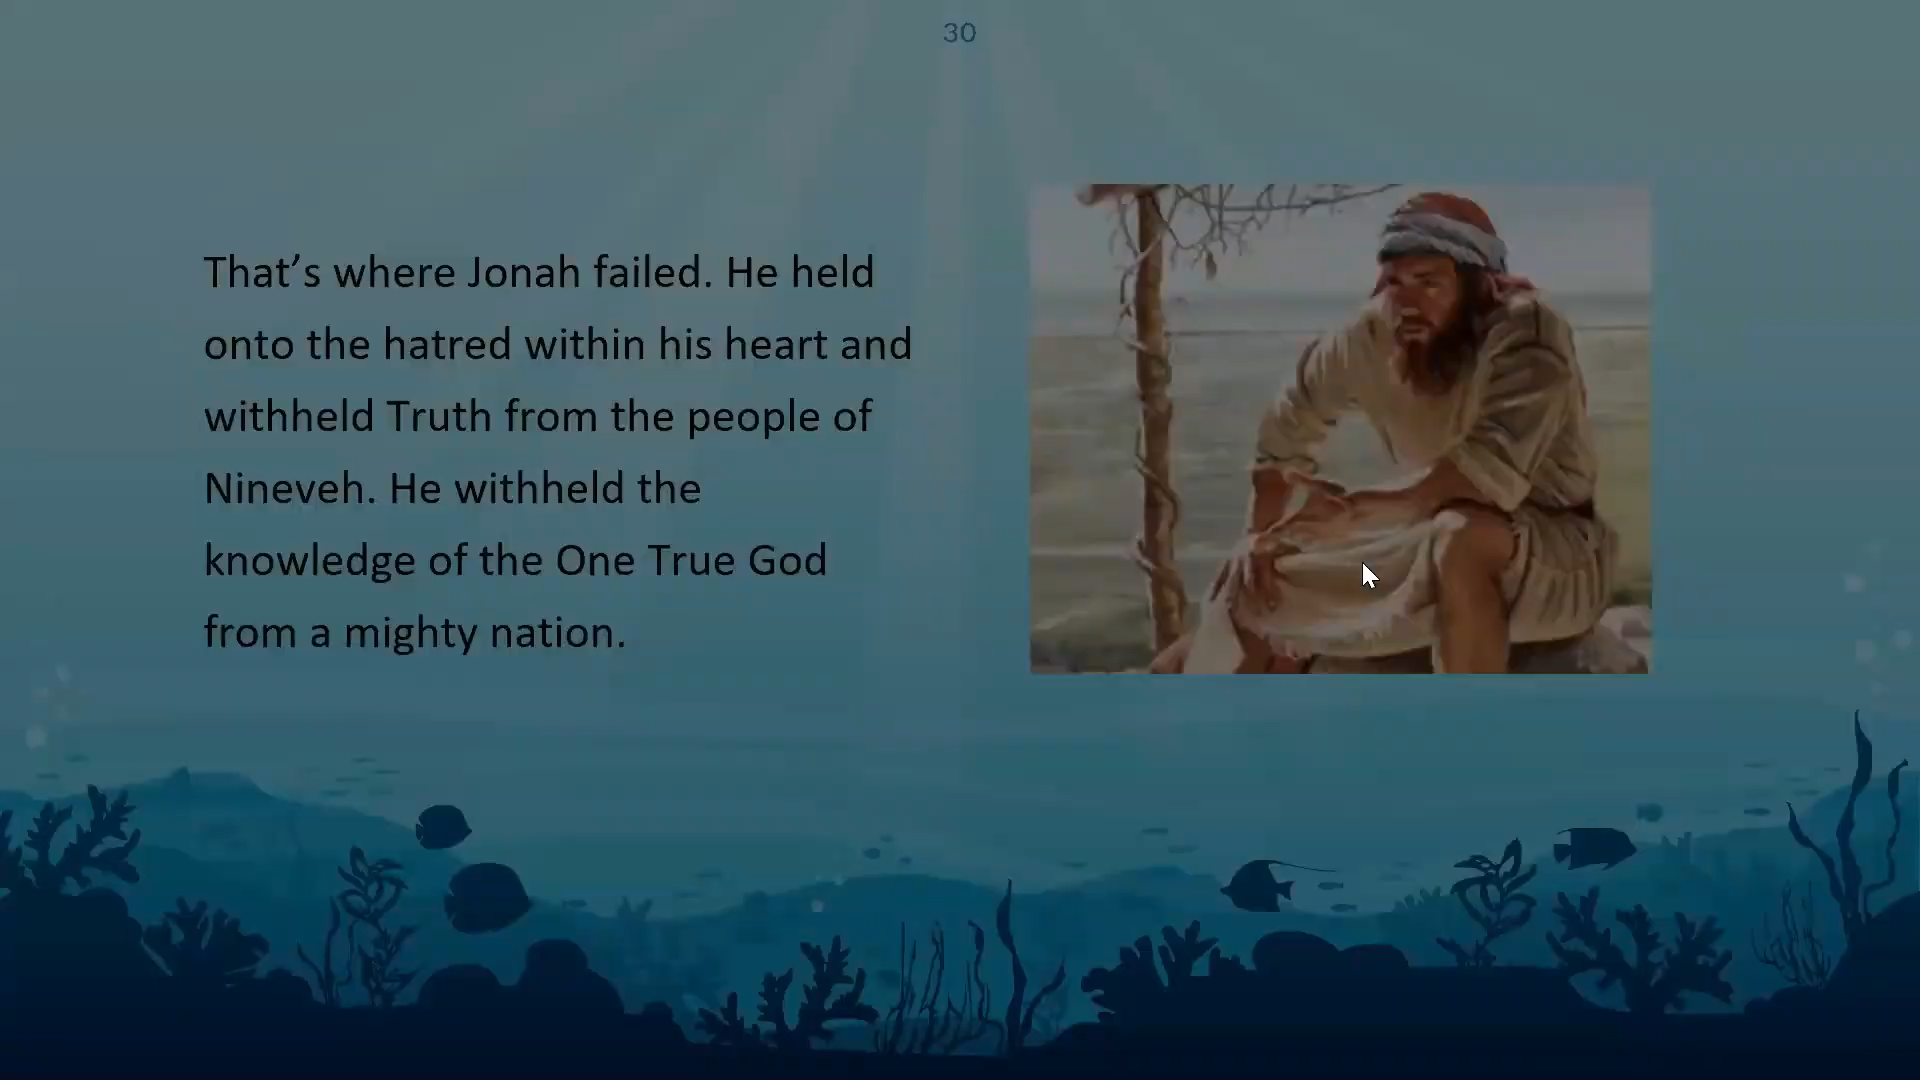 30
That’s where Jonah failed. He held
onto the hatred within his heart and
withheld Truth from the people of
Nineveh. He withheld the
knowledge of the One True God
from a mighty nation.